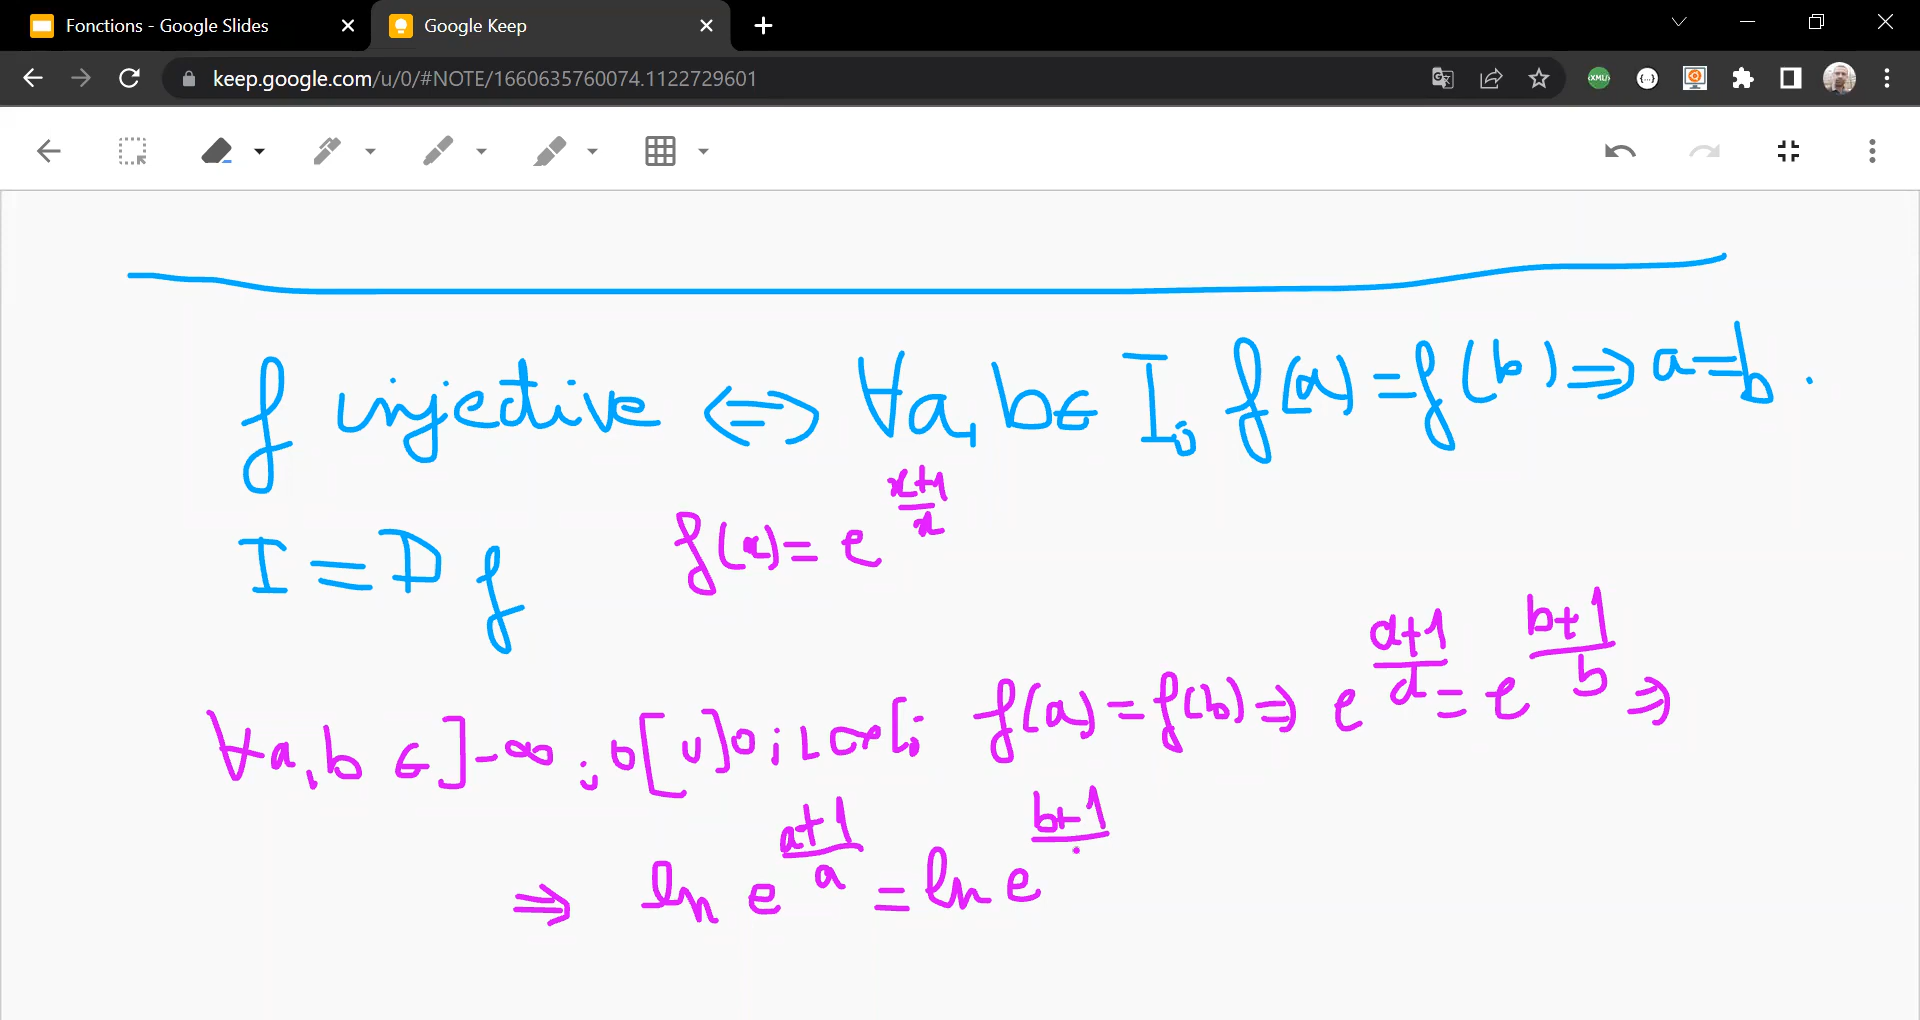 Fonctions - Google Slides
Google Keep
keep.google.com/u/0/#NOTE/1660635760074.1122729601
f injective ⇔ ∀a, b ∈ I; f(a) = f(b) ⇒ a = b.
I = Df
f(x) = e^((x+1)/x)
∀a, b ∈ ]-∞; 0[ ∪ ]0; +∞[; f(a) = f(b) ⇒ e^((a+1)/a) = e^((b+1)/b) ⇒
⇒ ln e^((a+1)/a) = ln e^((b+1)/